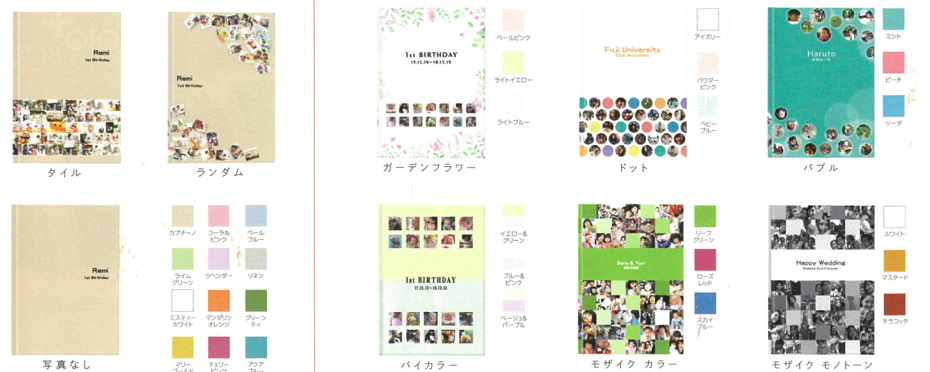 Remi
1st Birthday
タイル
Remi
1st Birthday
ランダム
1st BIRTHDAY
17.12.15〜18.12.15
ペールピンク
ライトイエロー
ライトブルー
ガーデンフラワー
Fuji University
Club Activities
アイボリー
パウダー
ピンク
ベビー
ブルー
ドット
Haruto
ミント
ピーチ
ソーダ
バブル
Remi
1st Birthday
写真なし
カプチーノ
コーラル
ピンク
ペール
ブルー
ライム
グリーン
ラベンダー
リネン
ミスティー
ホワイト
マンダリン
オレンジ
グリーン
ティ
マリー
ゴールド
チェリー
ピンク
アクア
ブルー
1st BIRTHDAY
17.12.15〜18.12.15
イエロー&
グリーン
ブルー&
ピンク
ベージュ&
パープル
バイカラー
Sora & Yuri
リーフ
グリーン
ローズ
レッド
スカイ
ブルー
モザイク カラー
Happy Wedding
Sweets Are Forever
ホワイト
マスタード
テラコッタ
モザイク モノトーン